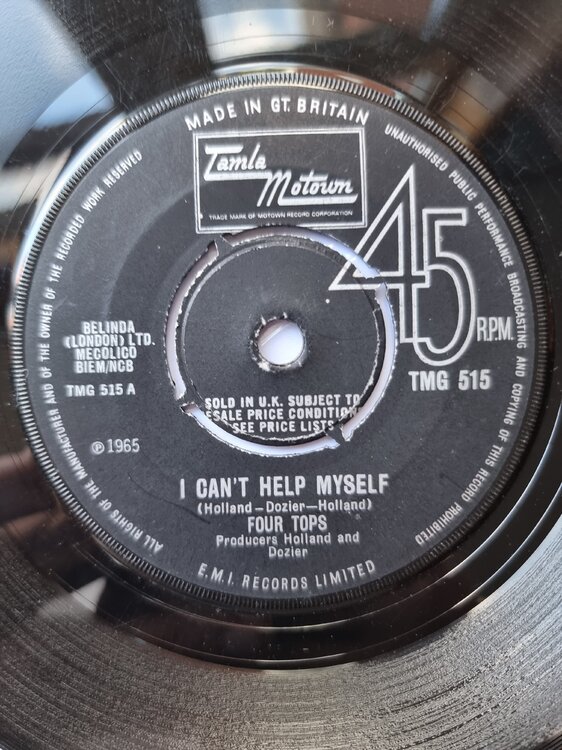 MADE IN GT. BRITAIN
UNAUTHORISED PUBLIC PERFORMANCE BROADCASTING AND COPYING OF THIS RECORD PROHIBITED
ALL RIGHTS OF THE MANUFACTURER AND OF THE OWNER OF THE RECORDED WORK RESERVED
Tamla
Motown
TRADE MARK OF MOTOWN RECORD CORPORATION
45
R.P.M.
BELINDA
(LONDON) LTD.
MECOLICO
BIEM/NCB
TMG 515 A
TMG 515
SOLD IN U.K. SUBJECT TO
ESALE PRICE CONDITION
SEE PRICE LISTS
℗ 1965
I CAN'T HELP MYSELF
(Holland-Dozier-Holland)
FOUR TOPS
Producers Holland and
Dozier
E.M.I. RECORDS LIMITED